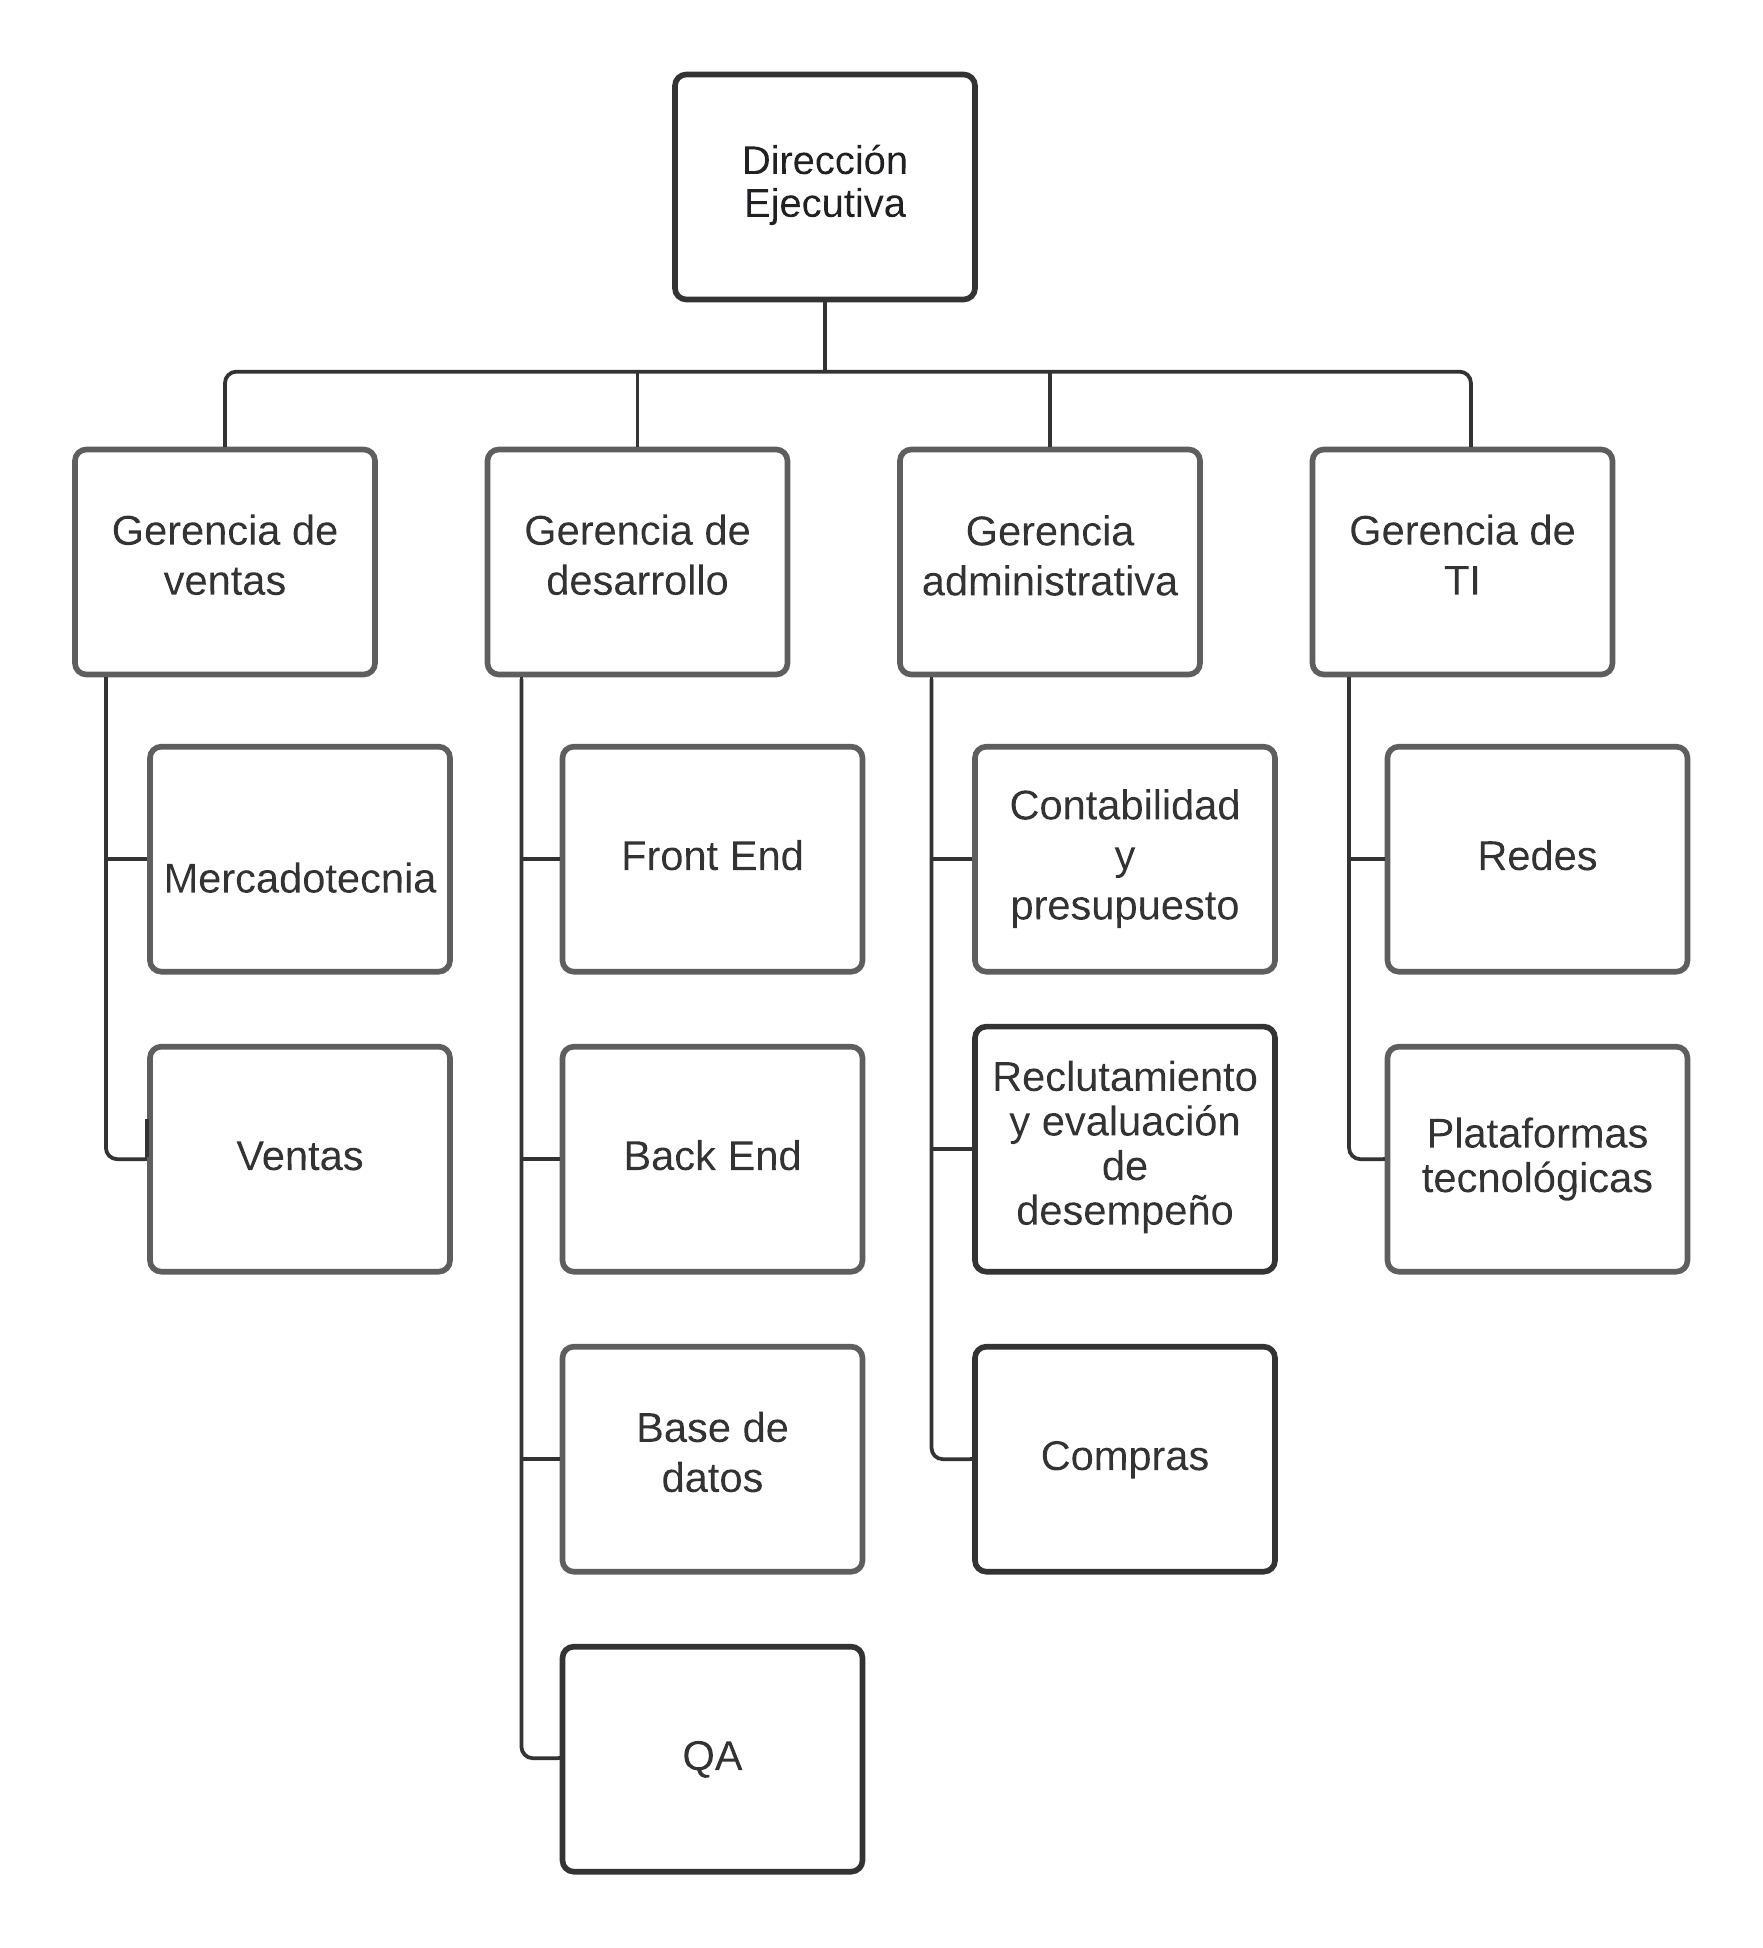 Dirección
Ejecutiva
Gerencia de
ventas
Gerencia de
desarrollo
Gerencia
administrativa
Gerencia de
TI
Mercadotecnia
Front End
Contabilidad
y
presupuesto
Redes
Ventas
Back End
Reclutamiento
y evaluación
de
desempeño
Plataformas
tecnológicas
Base de
datos
Compras
QA